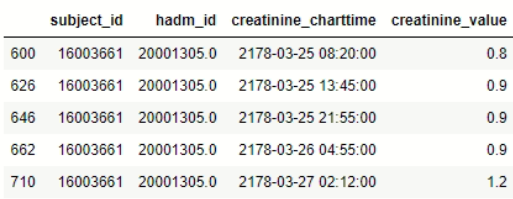 subject_id hadm_id creatinine_charttime creatinine_value
600 16003661 20001305.0 2178-03-25 08:20:00 0.8
626 16003661 20001305.0 2178-03-25 13:45:00 0.9
646 16003661 20001305.0 2178-03-25 21:55:00 0.9
662 16003661 20001305.0 2178-03-26 04:55:00 0.9
710 16003661 20001305.0 2178-03-27 02:12:00 1.2